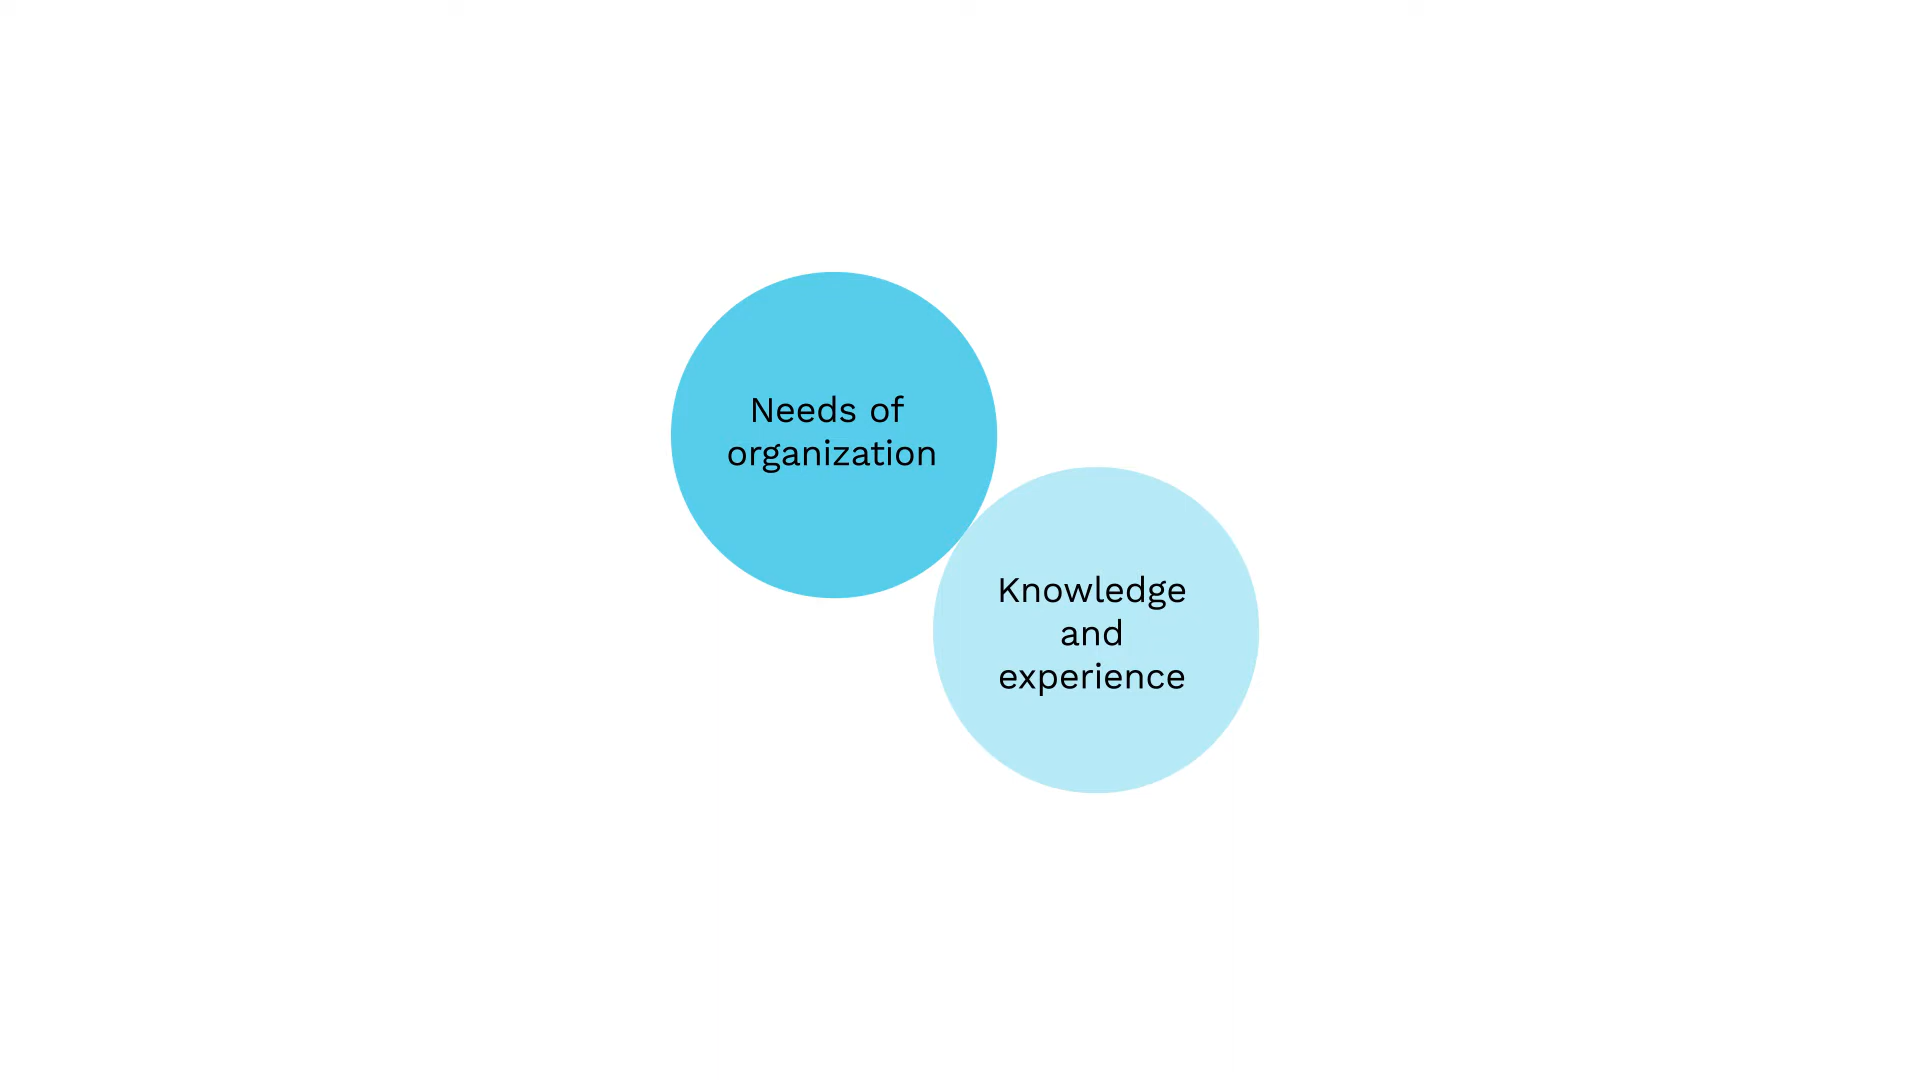 Needs of
organization
Knowledge
and
experience